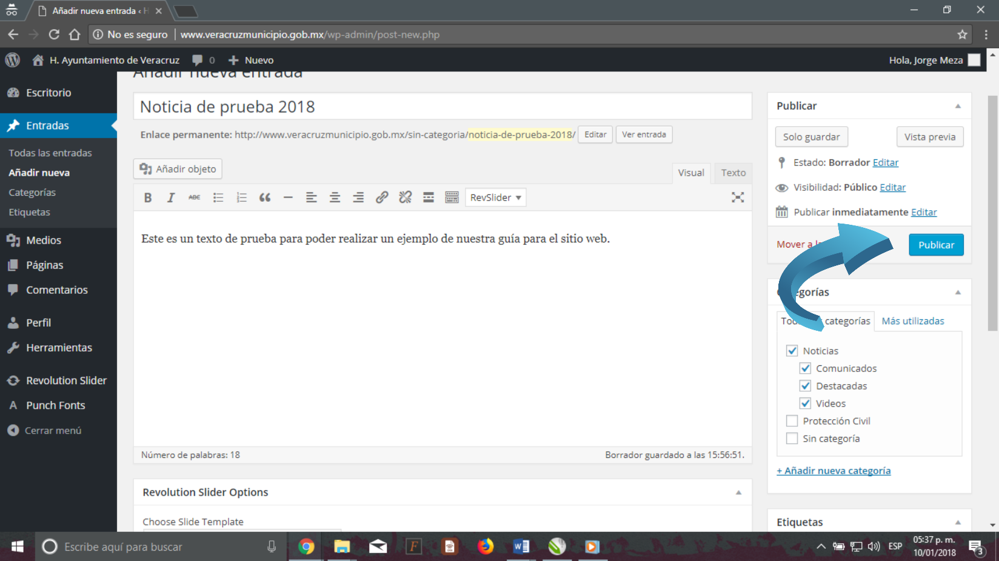 Añadir nueva entrada ‹ H
No es seguro | www.veracruzmunicipio.gob.mx/wp-admin/post-new.php
H. Ayuntamiento de Veracruz 0 + Nuevo
Hola, Jorge Meza
Añadir nueva entrada
Escritorio
Entradas
Todas las entradas
Añadir nueva
Categorías
Etiquetas
Medios
Páginas
Comentarios
Perfil
Herramientas
Revolution Slider
A Punch Fonts
Cerrar menú
Noticia de prueba 2018
Enlace permanente: http://www.veracruzmunicipio.gob.mx/sin-categoria/noticia-de-prueba-2018/ Editar Ver entrada
Añadir objeto
Visual Texto
B I ABC RevSlider
Este es un texto de prueba para poder realizar un ejemplo de nuestra guía para el sitio web.
Número de palabras: 18
Borrador guardado a las 15:56:51.
Revolution Slider Options
Choose Slide Template
Publicar
Solo guardar Vista previa
Estado: Borrador Editar
Visibilidad: Público Editar
Publicar inmediatamente Editar
Mover a Publicar
egorías
categorías Más utilizadas
Noticias
Comunicados
Destacadas
Videos
Protección Civil
Sin categoría
+ Añadir nueva categoría
Etiquetas
Escribe aquí para buscar
ESP
05:37 p. m.
10/01/2018
3